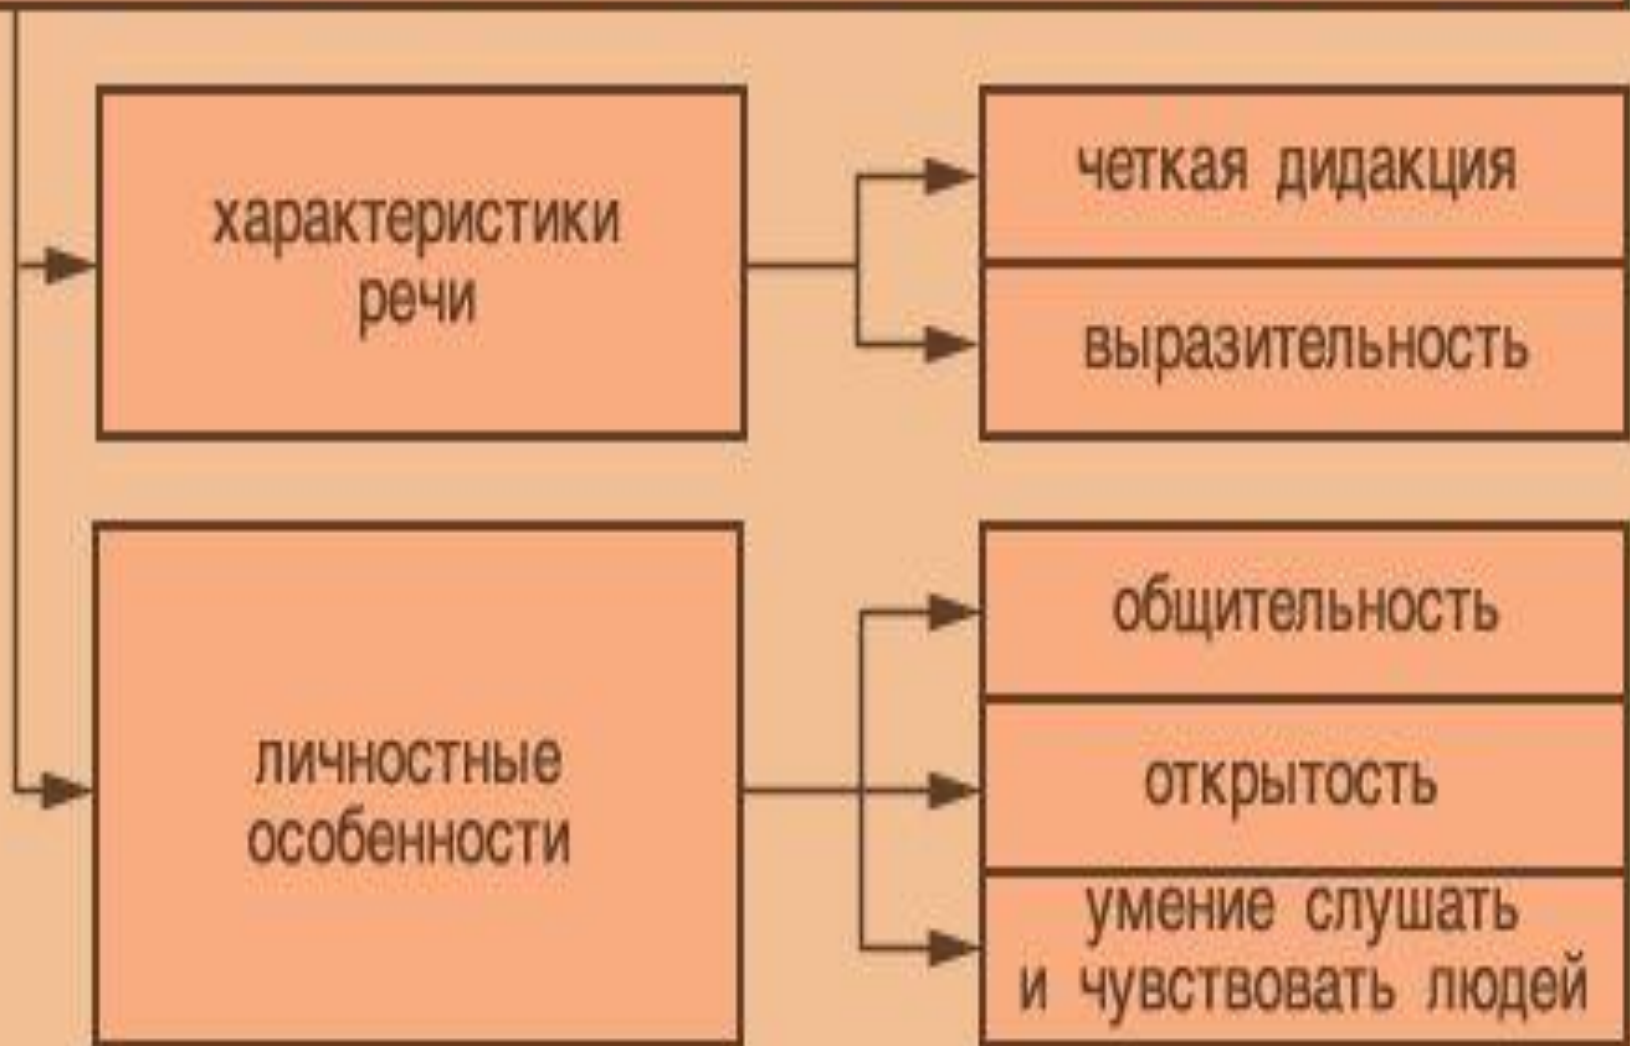 характеристики
речи
четкая дидакция
выразительность
личностные
особенности
общительность
открытость
умение слушать
и чувствовать людей